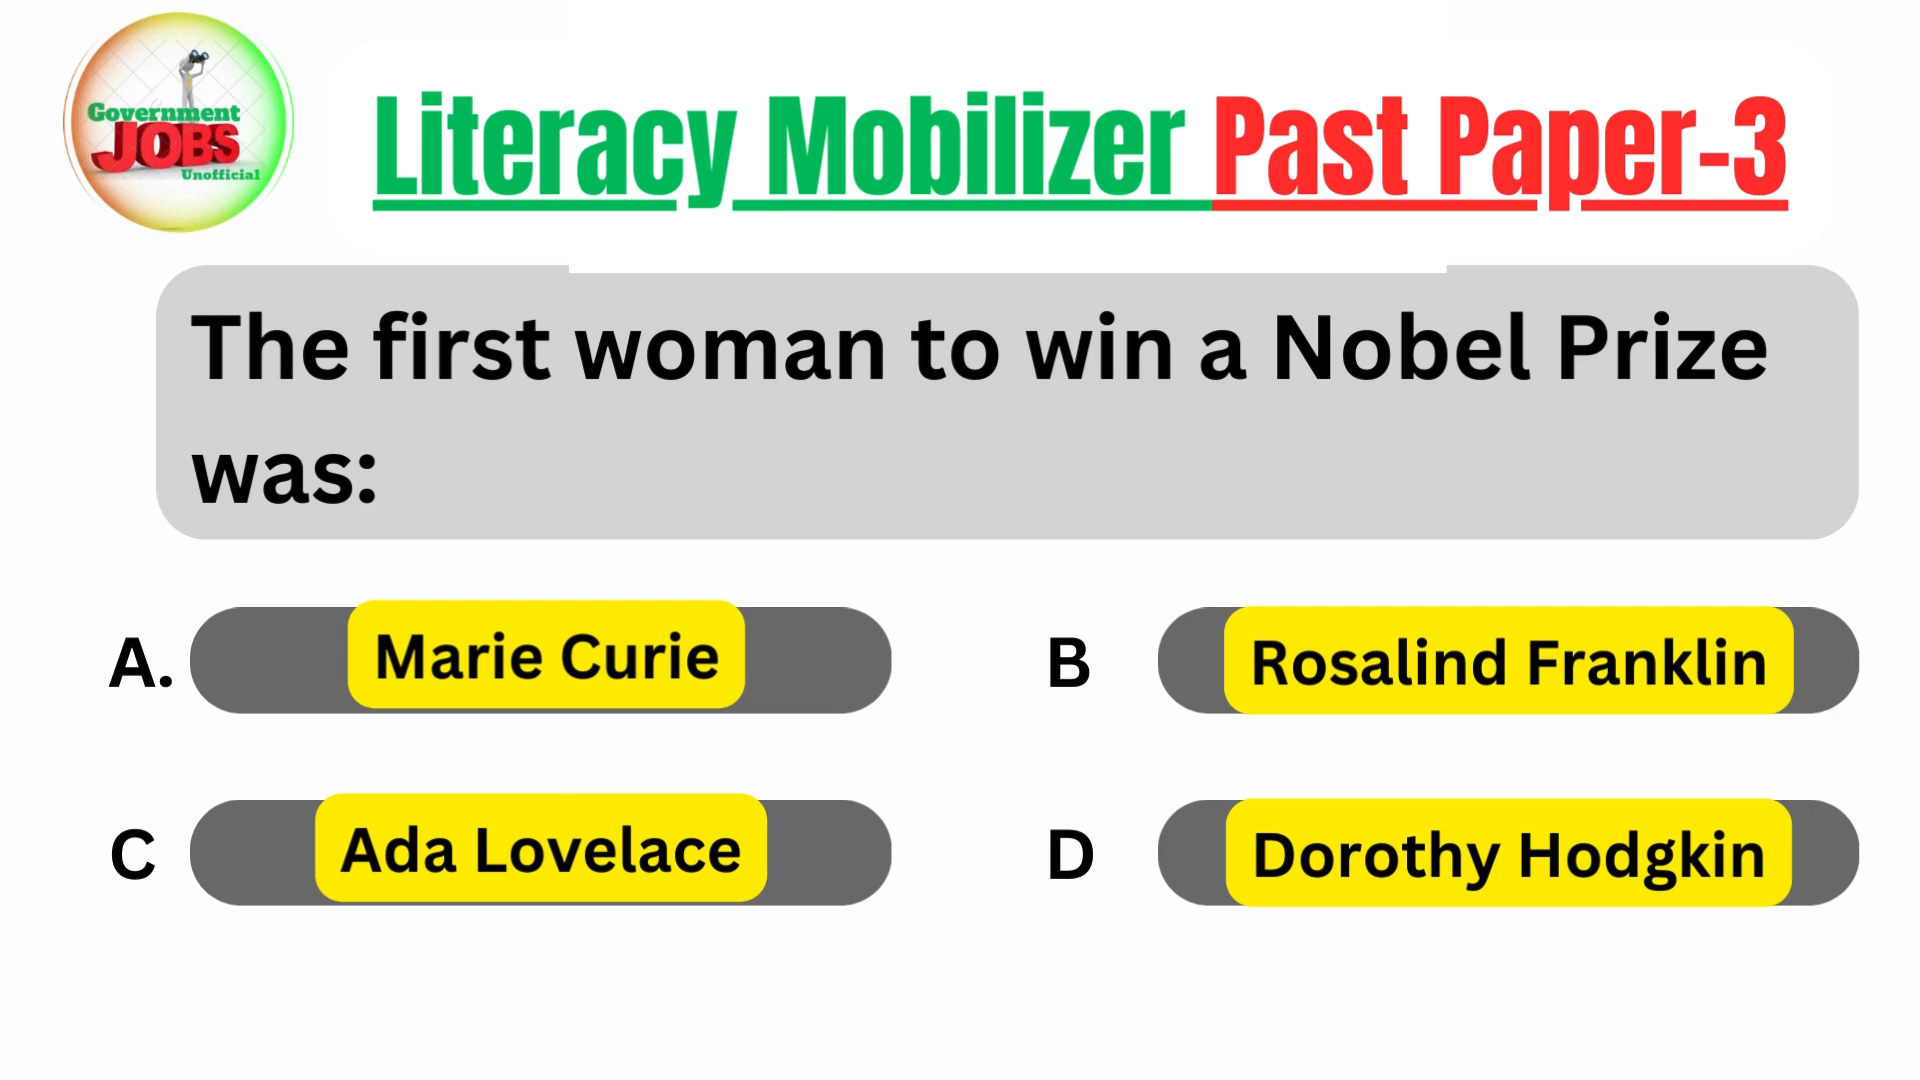 Government
JOBS
Unofficial
Literacy Mobilizer Past Paper-3
The first woman to win a Nobel Prize
was:
A. Marie Curie
B Rosalind Franklin
C Ada Lovelace
D Dorothy Hodgkin